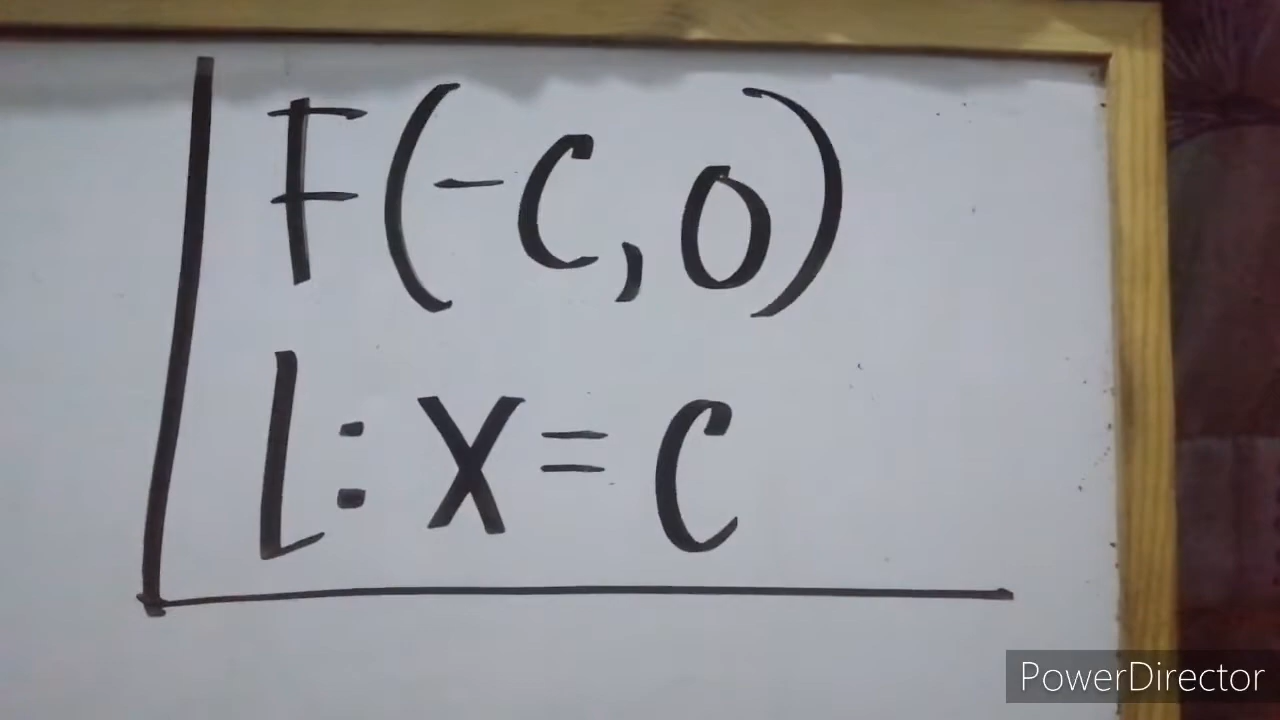 F(-C, 0)
L: X = C
PowerDirector